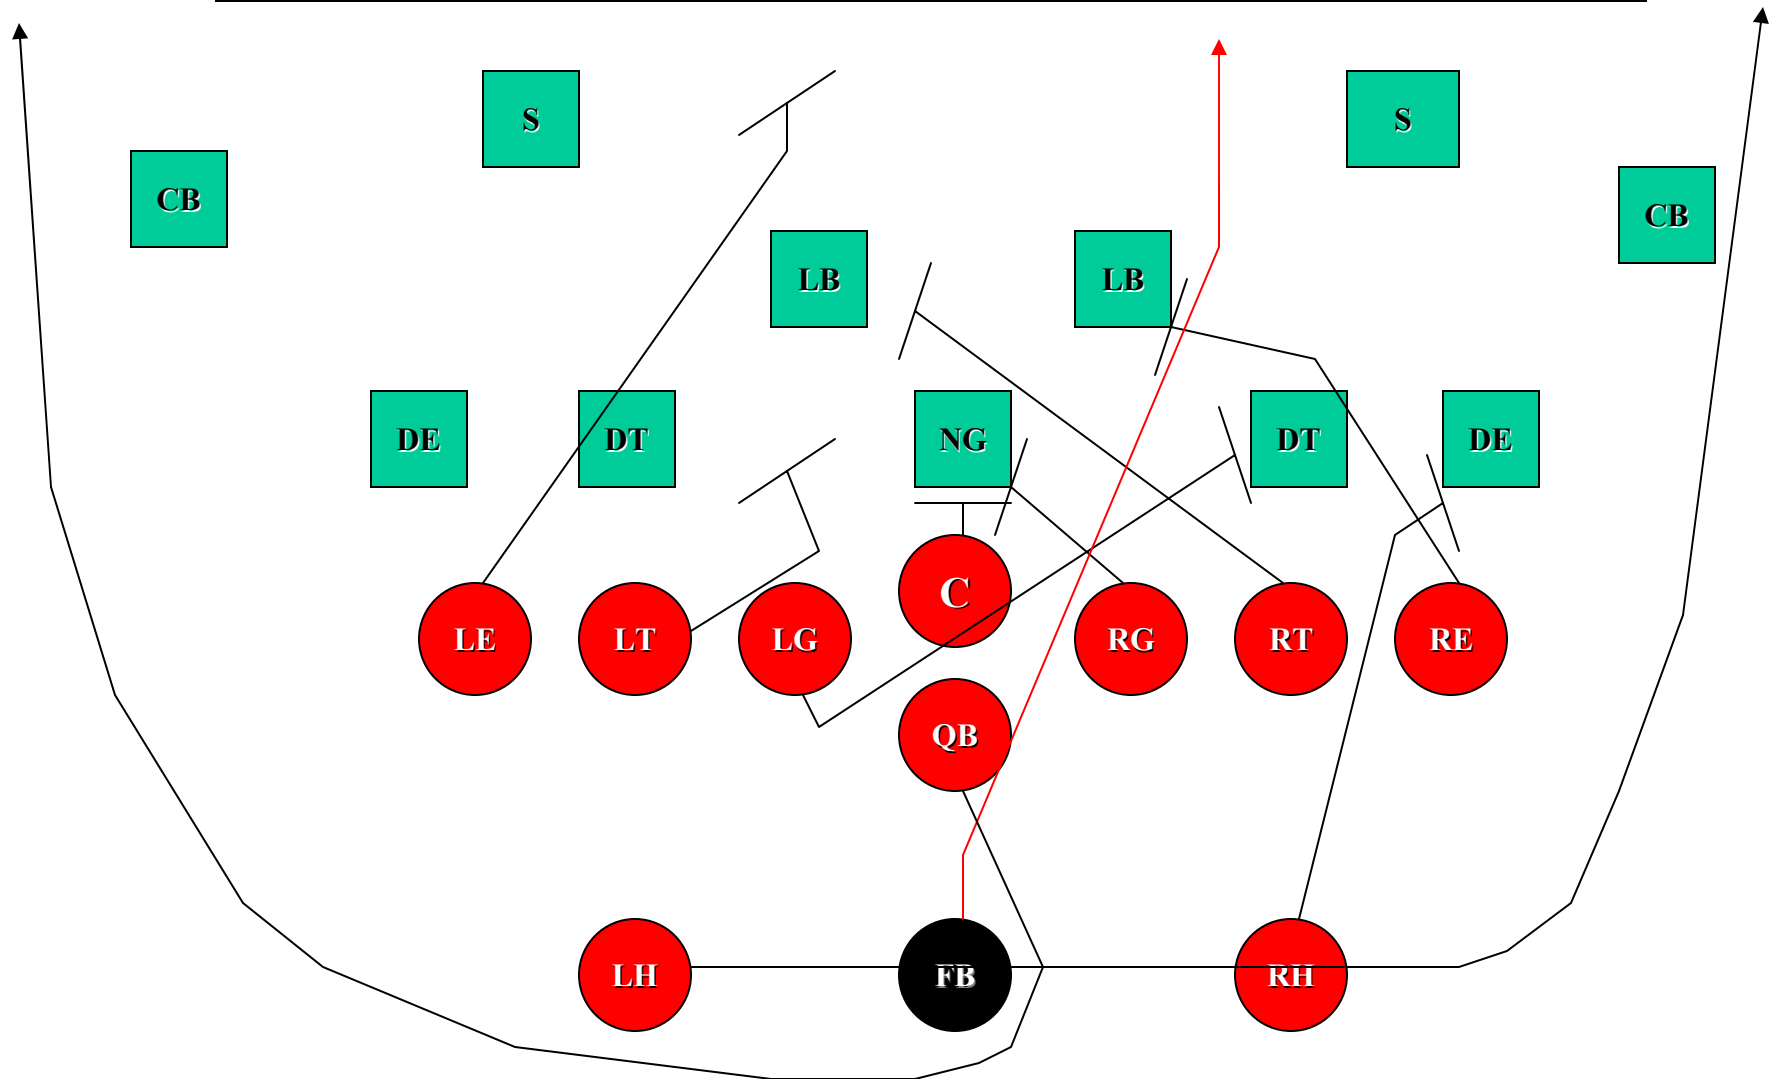 S
S
CB
CB
LB
LB
DE
DT
NG
DT
DE
C
LE
LT
LG
RG
RT
RE
QB
LH
FB
RH